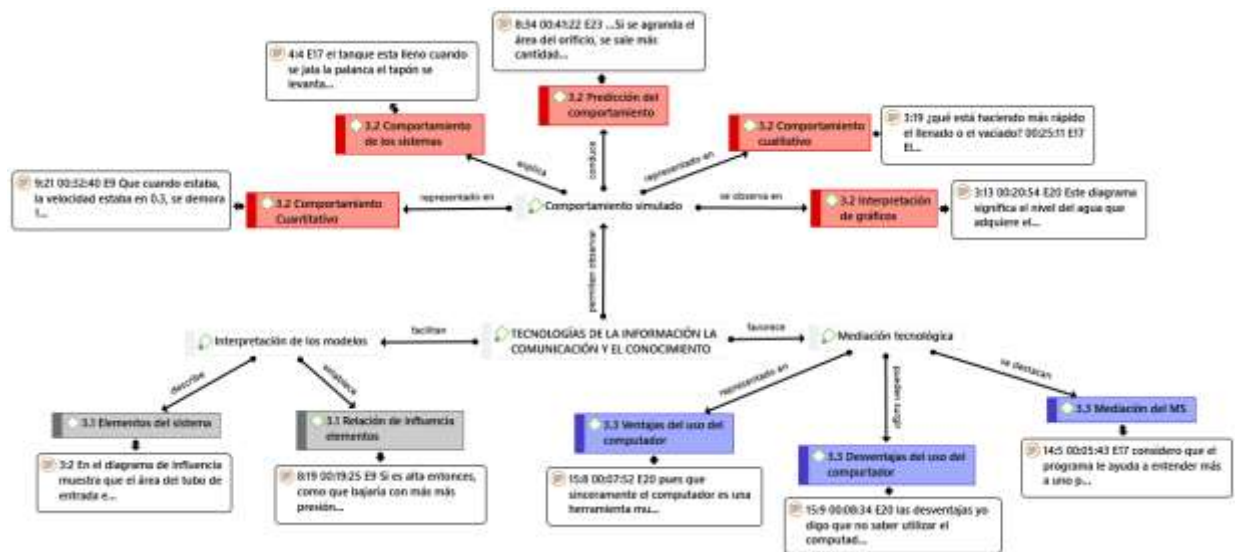 8:34 00:41:22 E23 ...Si se agranda el
área del orificio, se sale más
cantidad...
4:4 E17 el tanque esta lleno cuando
se jala la palanca el tapón se
levanta...
3.2 Predicción del
comportamiento
3.2 Comportamiento
de los sistemas
3.2 Comportamiento
cualitativo
3:19 ¿qué está haciendo más rápido
el llenado o el vaciado? 00:25:11 E17
El...
explica
conduce
representado en
9:21 00:32:40 E9 Que cuando estaba,
la velocidad estaba en 0.3, se demora
l...
3.2 Comportamiento
Cuantitativo
representado en
Comportamiento simulado
se observa en
3.2 Interpretación
de gráficos
3:13 00:20:54 E20 Este diagrama
significa el nivel del agua que
adquiere el...
permiten observar
Interpretación de los modelos
facilitan
TECNOLOGÍAS DE LA INFORMACIÓN LA
COMUNICACIÓN Y EL CONOCIMIENTO
favorece
Mediación tecnológica
describe
establece
representado en
pueden surgir
se destacan
3.1 Elementos del sistema
3.1 Relación de influencia
elementos
3.3 Ventajas del uso del
computador
3.3 Desventajas del uso del
compurtador
3.3 Mediación del MS
3:2 En el diagrama de influencia
muestra que el área del tubo de
entrada e...
8:19 00:19:25 E9 Si es alta entonces,
como que bajaría con más más
presión...
15:8 00:07:52 E20 pues que
sinceramente el computador es una
herramienta mu...
15:9 00:08:34 E20 las desventajas yo
digo que no saber utilizar el
computad...
14:5 00:05:43 E17 considero que el
programa le ayuda a entender más
a uno p...